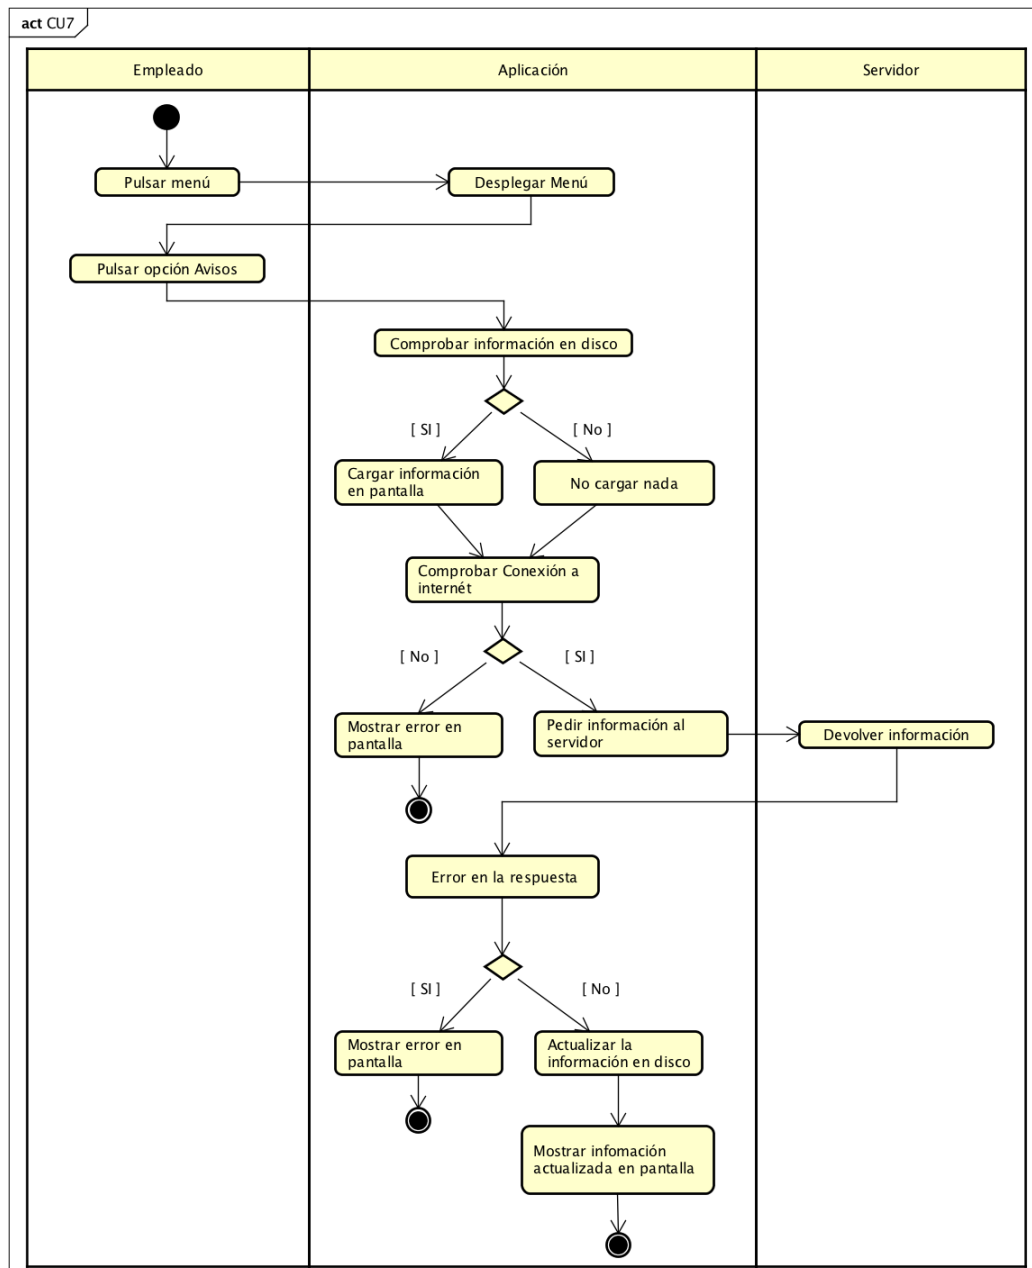 act CU7
Empleado
Aplicación
Servidor
Pulsar menú
Desplegar Menú
Pulsar opción Avisos
Comprobar información en disco
[ SI ]
[ No ]
Cargar información
en pantalla
No cargar nada
Comprobar Conexión a
internét
[ No ]
[ SI ]
Mostrar error en
pantalla
Pedir información al
servidor
Devolver información
Error en la respuesta
[ SI ]
[ No ]
Mostrar error en
pantalla
Actualizar la
información en disco
Mostrar infomación
actualizada en pantalla